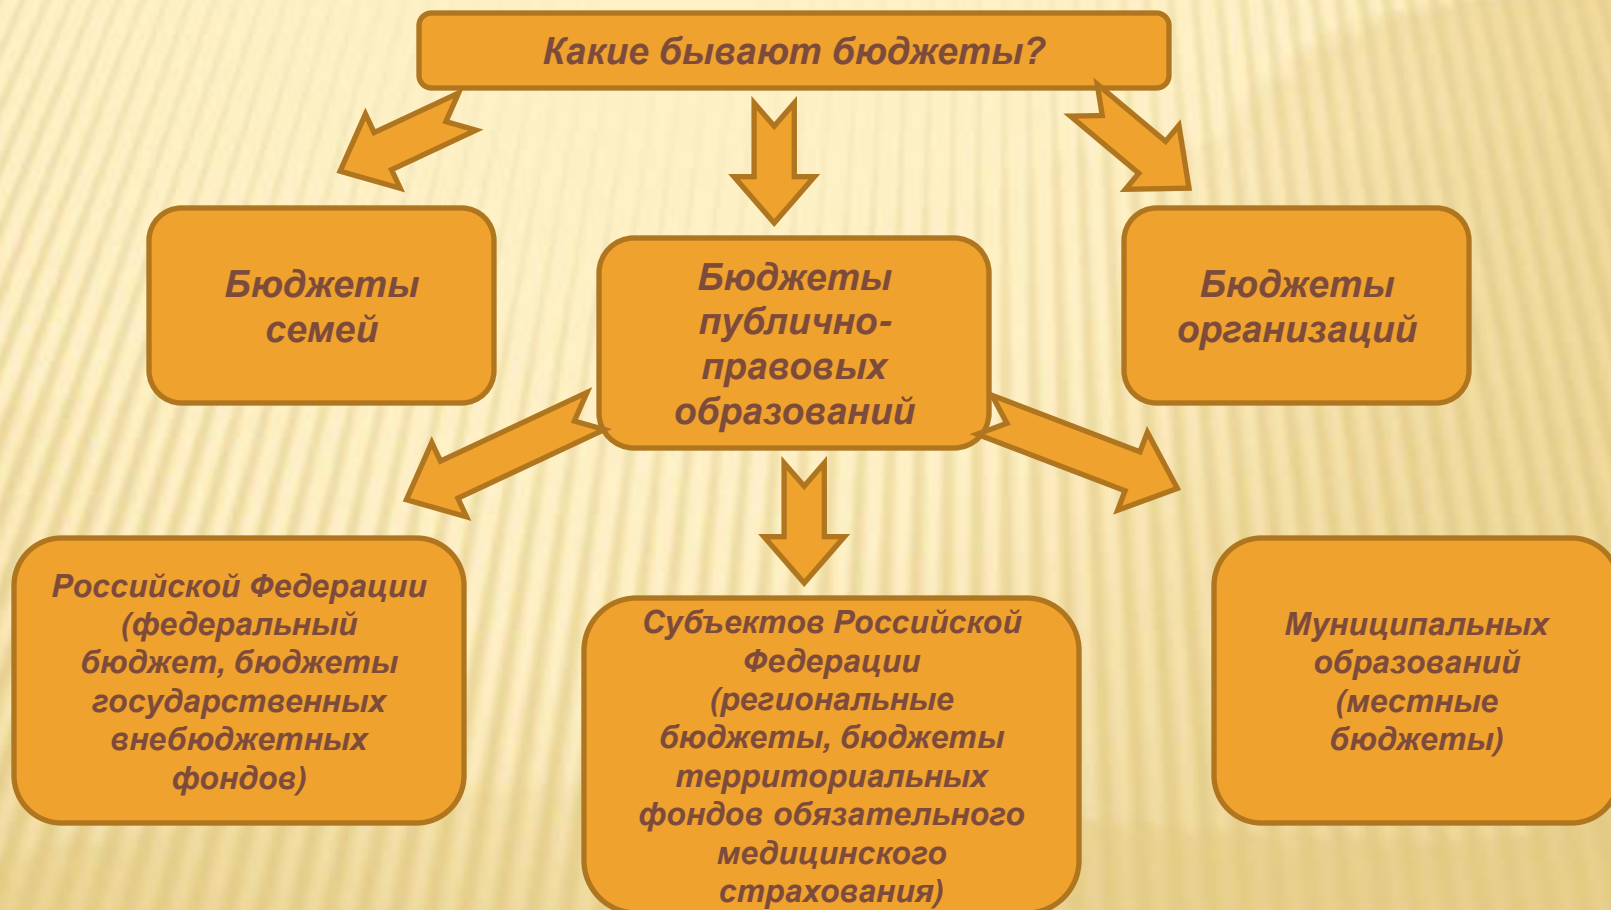 Какие бывают бюджеты?
Бюджеты
семей
Бюджеты
публично-
правовых
образований
Бюджеты
организаций
Российской Федерации
(федеральный
бюджет, бюджеты
государственных
внебюджетных
фондов)
Субъектов Российской
Федерации
(региональные
бюджеты, бюджеты
территориальных
фондов обязательного
медицинского
страхования)
Муниципальных
образований
(местные
бюджеты)